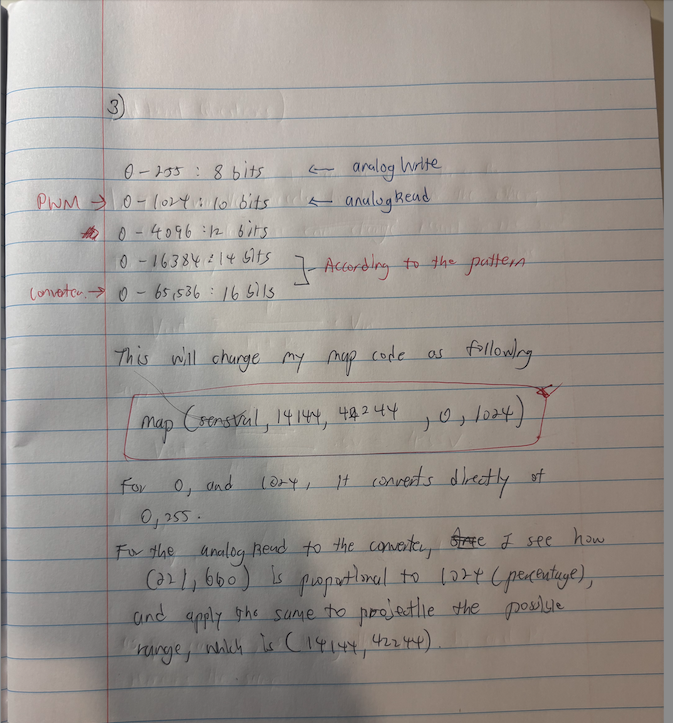 3)
0-255 : 8 bits ← analogWrite
PWM → 0-1024 : 10 bits ← analogRead
0-4096 : 12 bits
0-16384 : 14 bits
According to the pattern
Converter → 0-65,536 : 16 bits
This will change my map code as following
map (sensVal, 14144, 42244, 0, 1024)
For 0, and 1024, it converts directly of
0, 255.
For the analog Read to the converter, I see how
(221, 660) is proportional to 1024 (percentage),
and apply the same to projectile the possible
range, which is (14144, 42244).